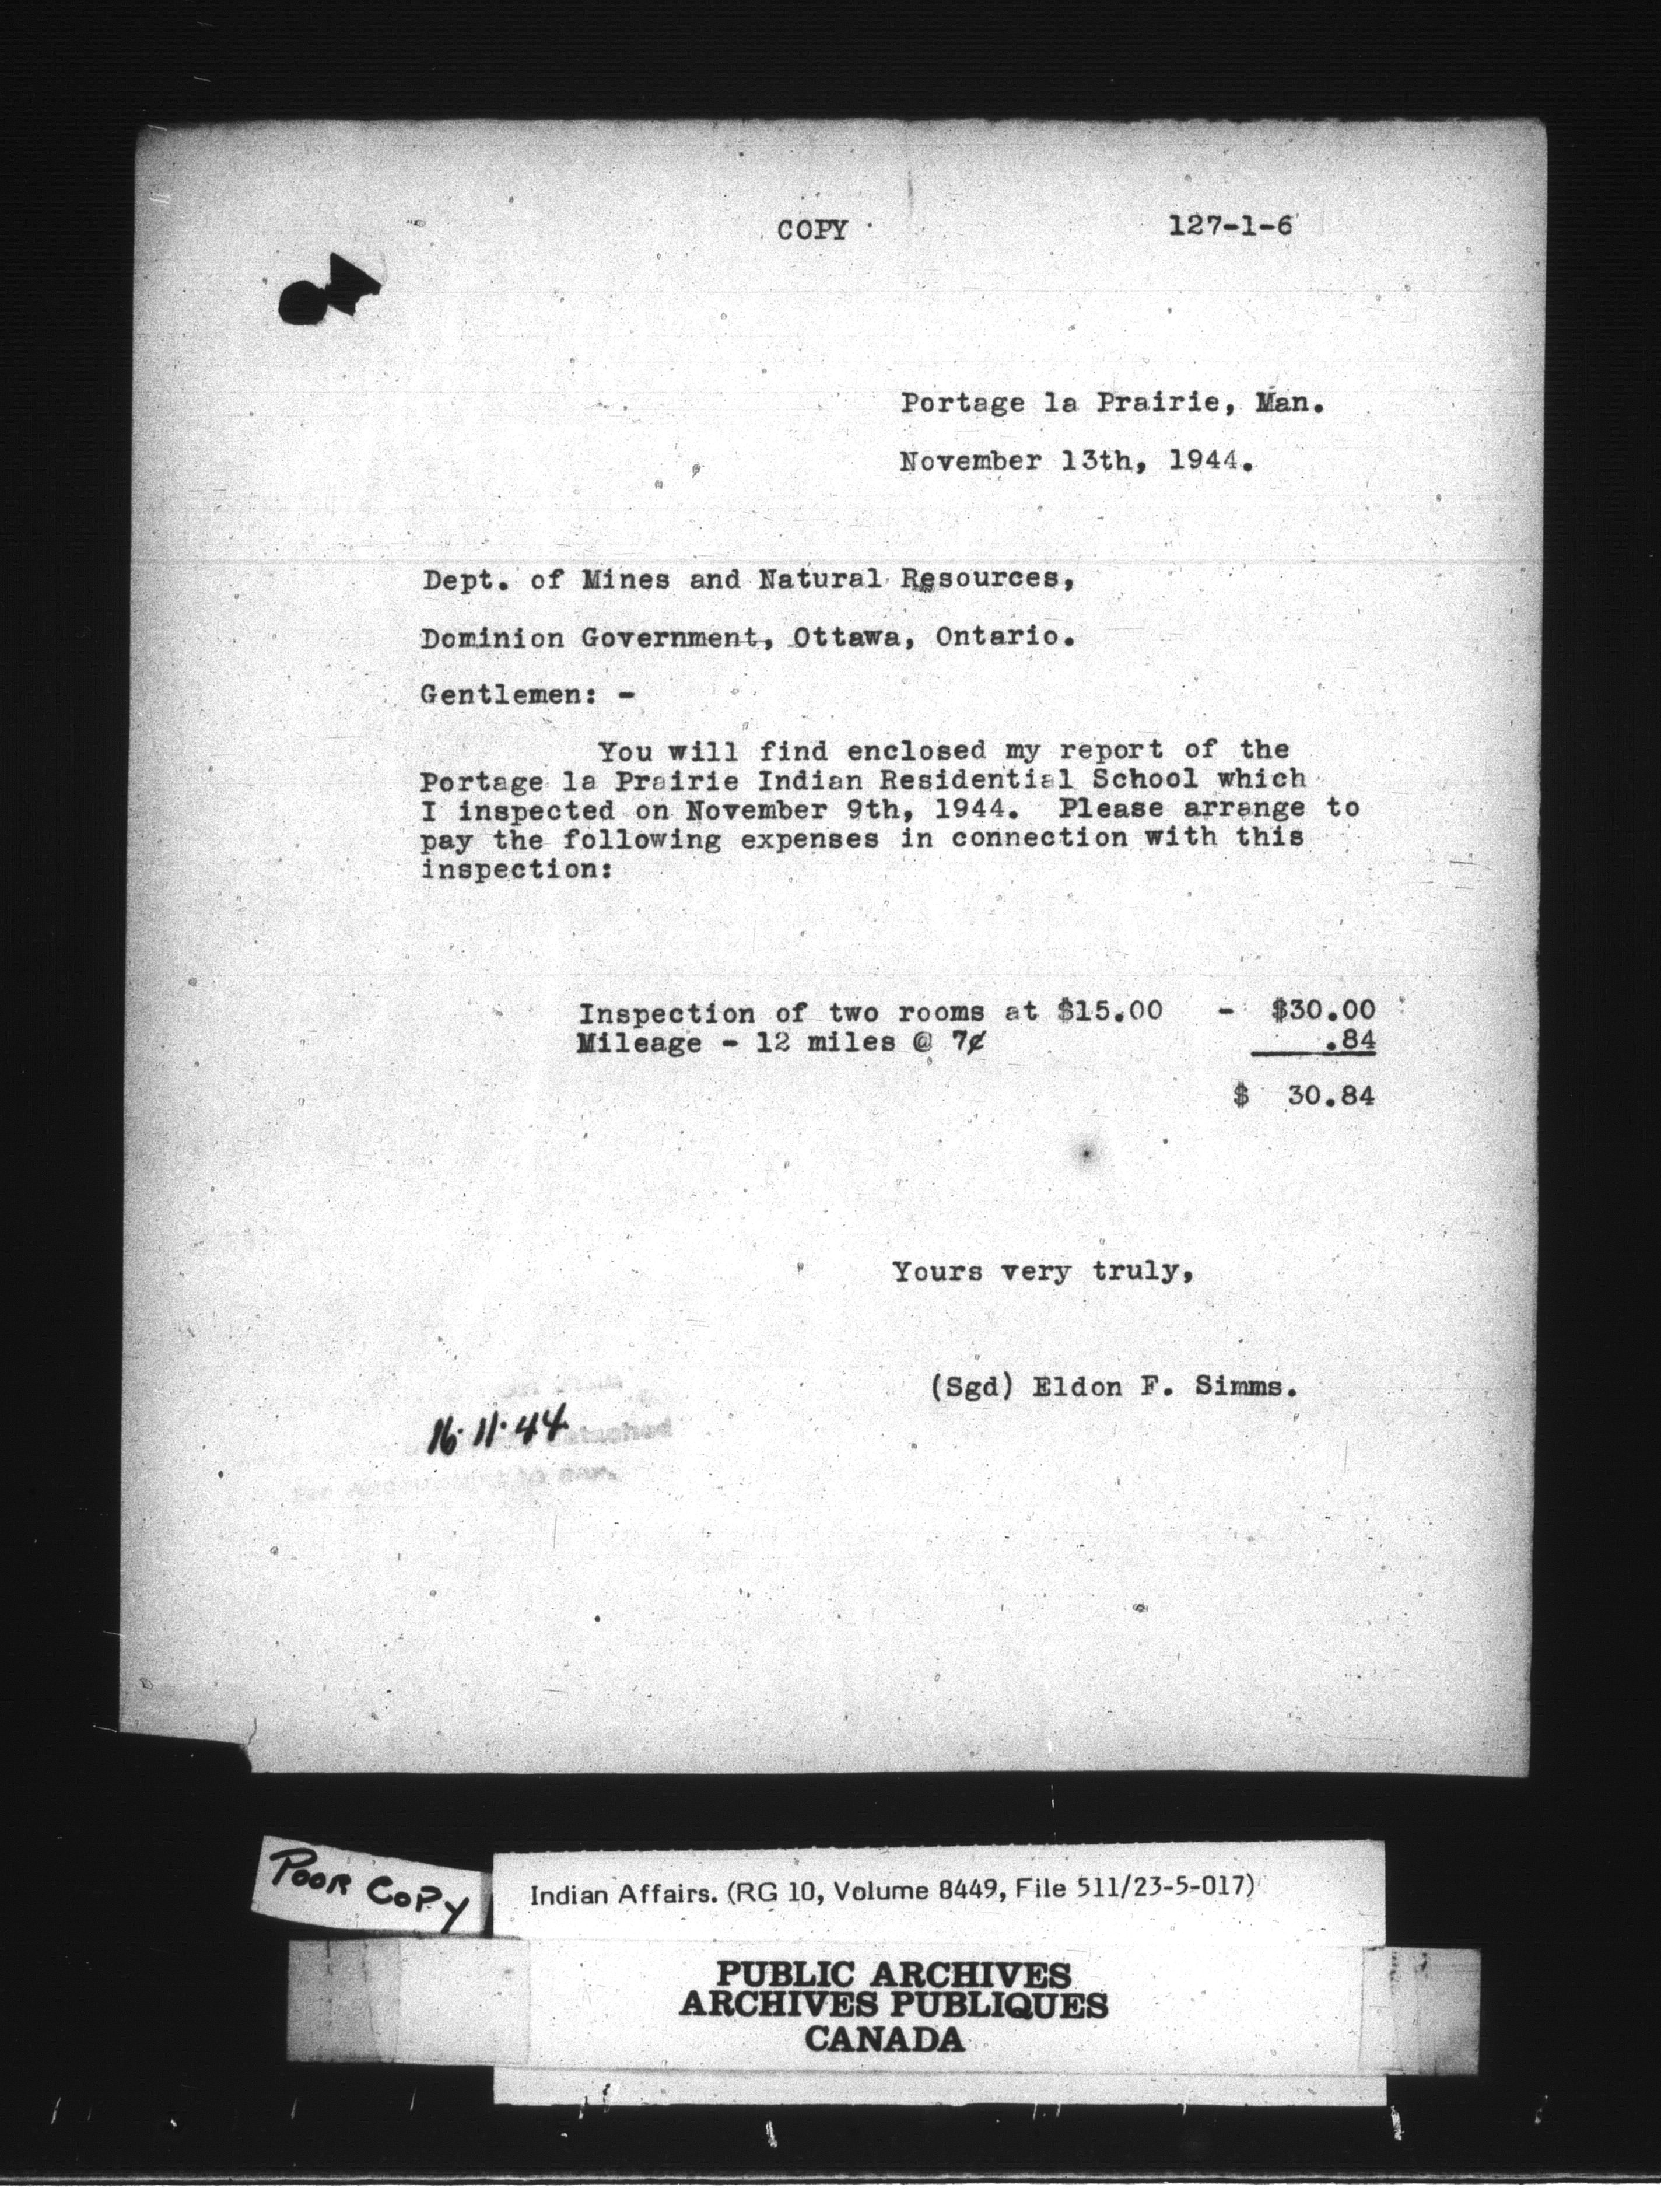 COPY 127-1-6
Portage la Prairie, Man.
November 13th, 1944.
Dept. of Mines and Natural Resources,
Dominion Government, Ottawa, Ontario.
Gentlemen: -
You will find enclosed my report of the
Portage la Prairie Indian Residential School which
I inspected on November 9th, 1944. Please arrange to
pay the following expenses in connection with this
inspection:
Inspection of two rooms at $15.00 - $30.00
Mileage - 12 miles @ 7¢ .84
$ 30.84
Yours very truly,
(Sgd) Eldon F. Simms.
16.11.44
attached
POOR COPY
Indian Affairs. (RG 10, Volume 8449, File 511/23-5-017)
PUBLIC ARCHIVES
ARCHIVES PUBLIQUES
CANADA